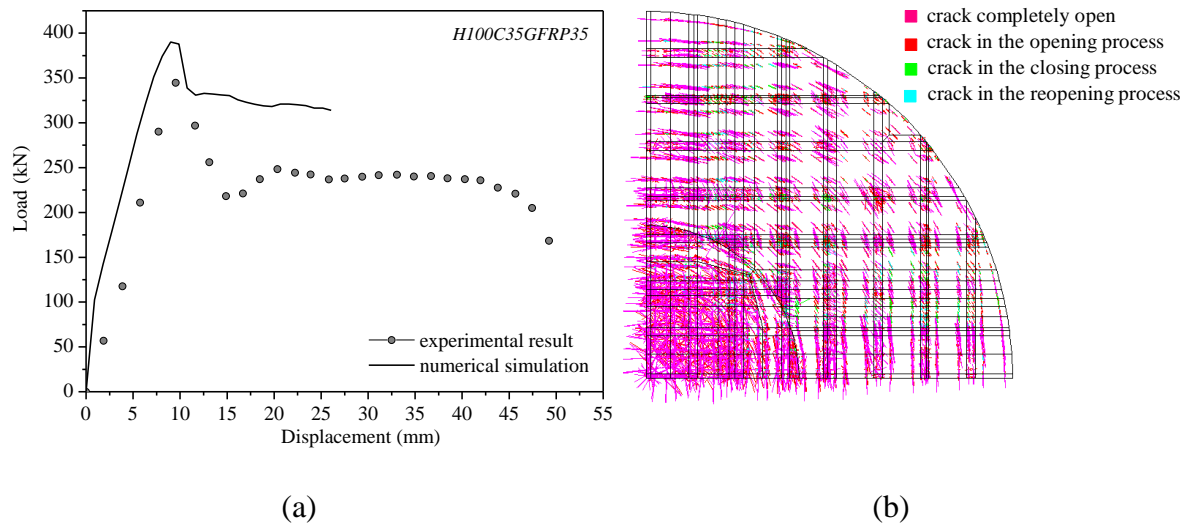 H100C35GFRP35
400
350
300
250
200
150
100
50
0
Load (kN)
experimental result
numerical simulation
0 5 10 15 20 25 30 35 40 45 50 55
Displacement (mm)
(a)
crack completely open
crack in the opening process
crack in the closing process
crack in the reopening process
(b)